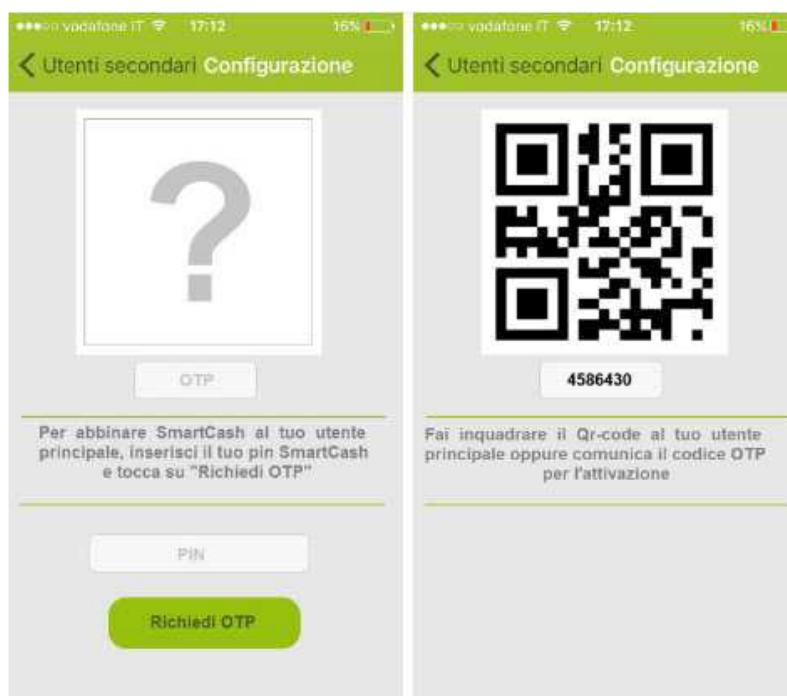 vodafone IT 17:12 16%
Utenti secondari Configurazione
?
OTP
Per abbinare SmartCash al tuo utente
principale, inserisci il tuo pin SmartCash
e tocca su "Richiedi OTP"
PIN
Richiedi OTP
vodafone IT 17:12 16%
Utenti secondari Configurazione
4586430
Fai inquadrare il Qr-code al tuo utente
principale oppure comunica il codice OTP
per l'attivazione